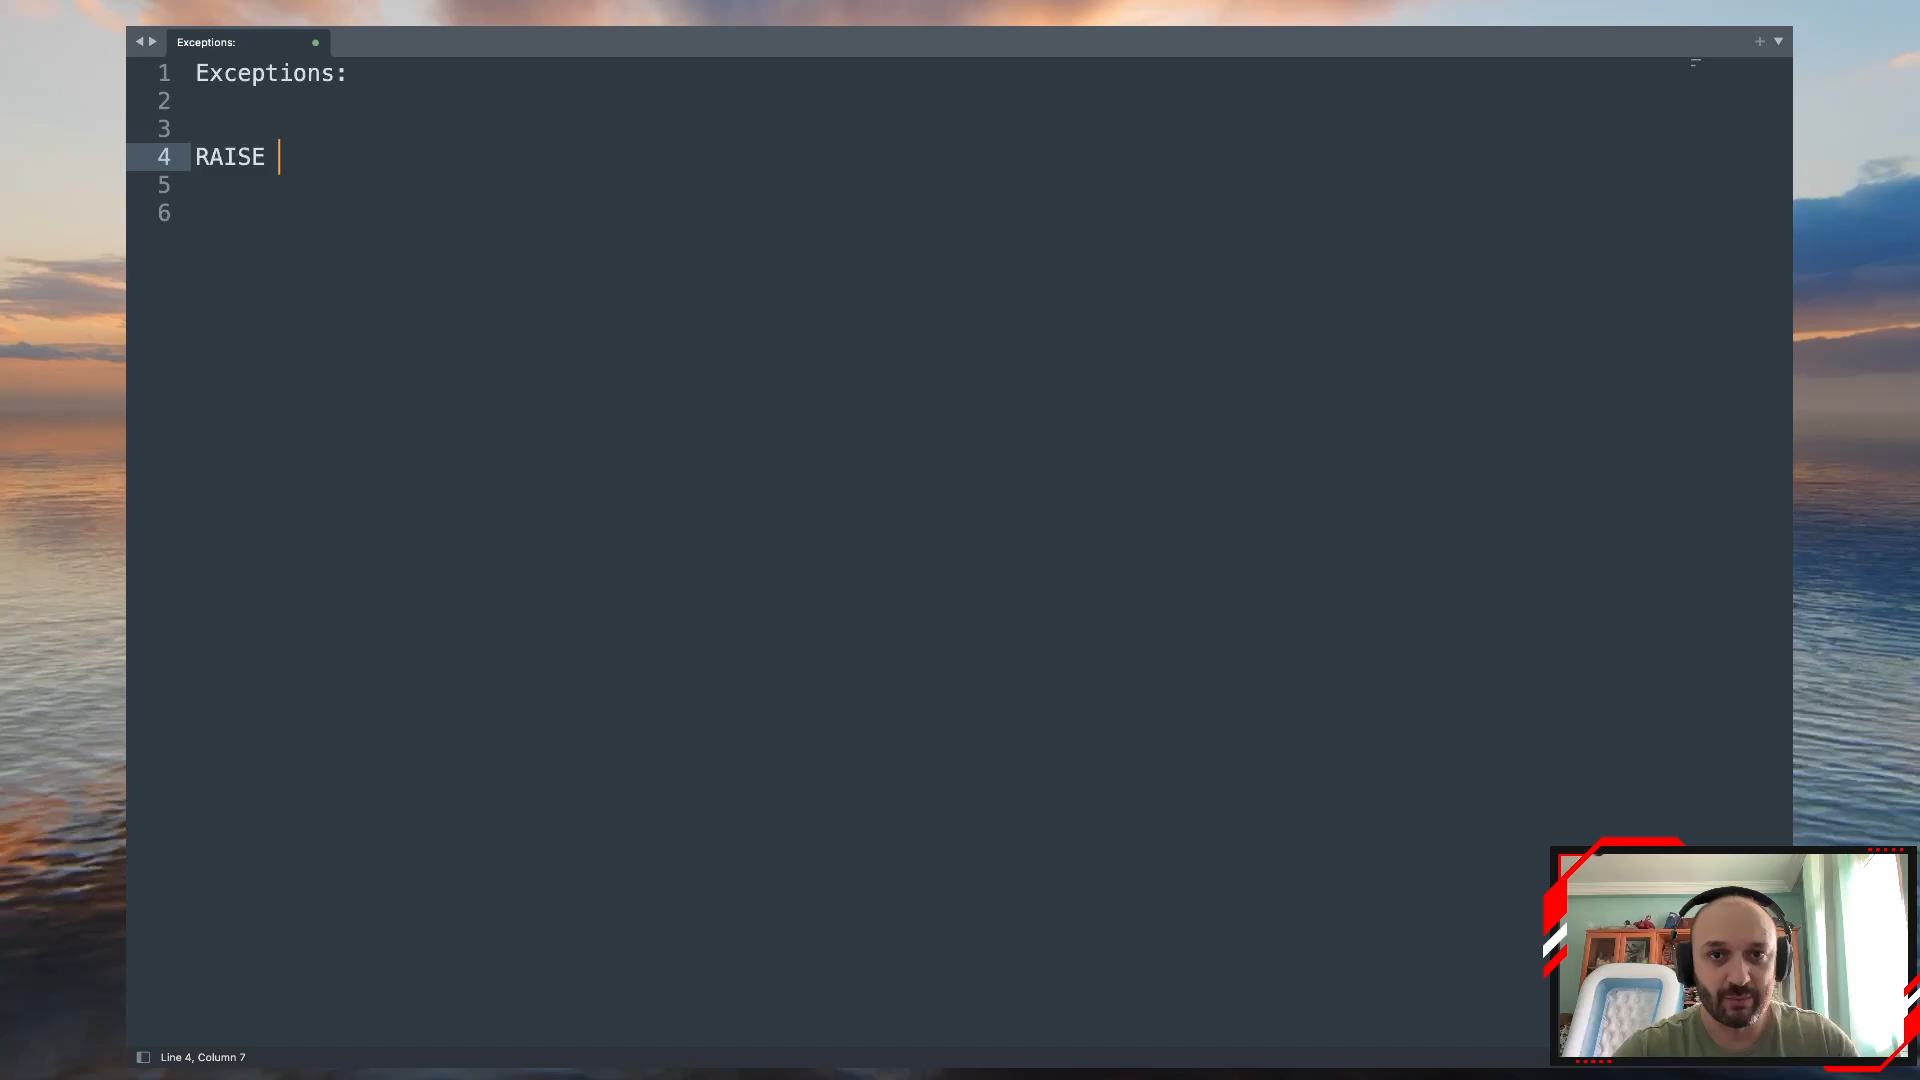 Exceptions:
1 Exceptions:
2
3
4 RAISE
5
6
Line 4, Column 7